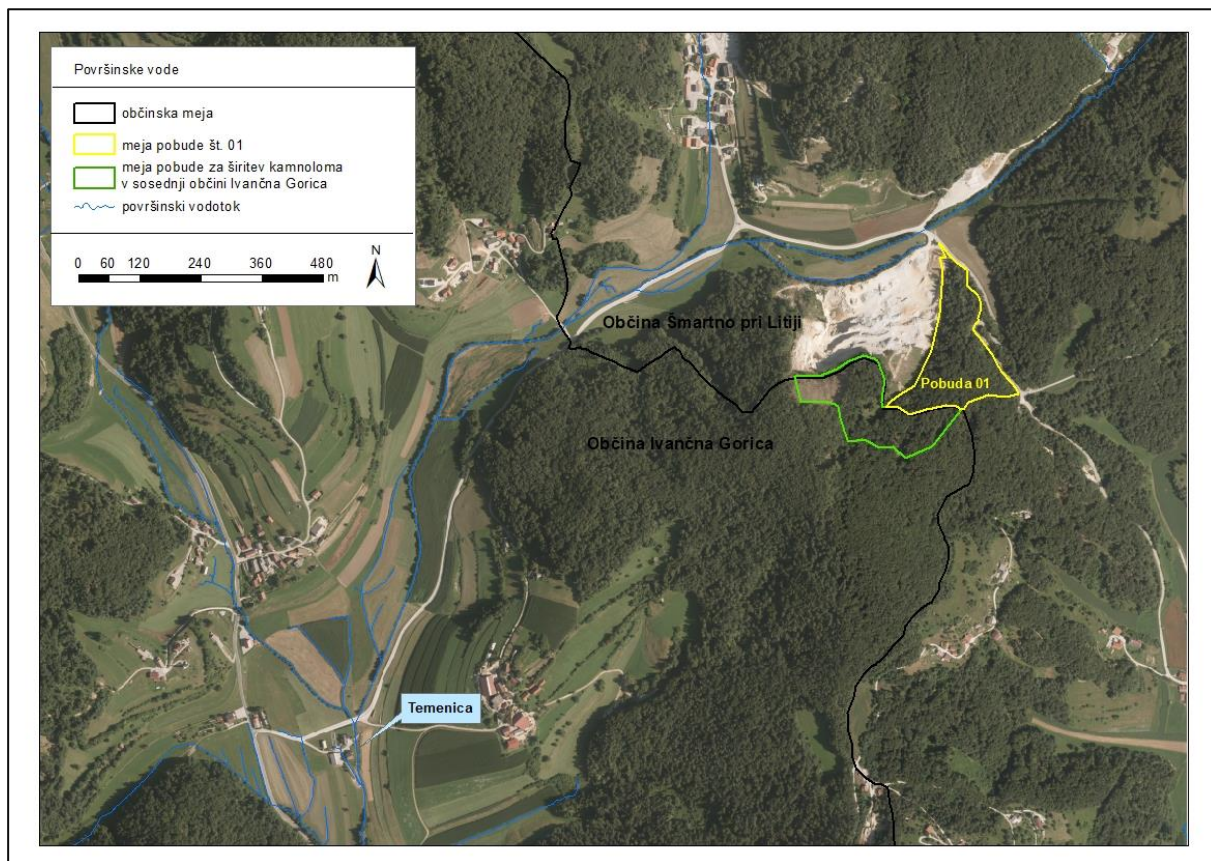 Površinske vode
občinska meja
meja pobude št. 01
meja pobude za širitev kamnoloma
v sosednji občini Ivančna Gorica
površinski vodotok
0 60 120 240 360 480
m
N
Občina Šmartno pri Litiji
Pobuda 01
Občina Ivančna Gorica
Temenica